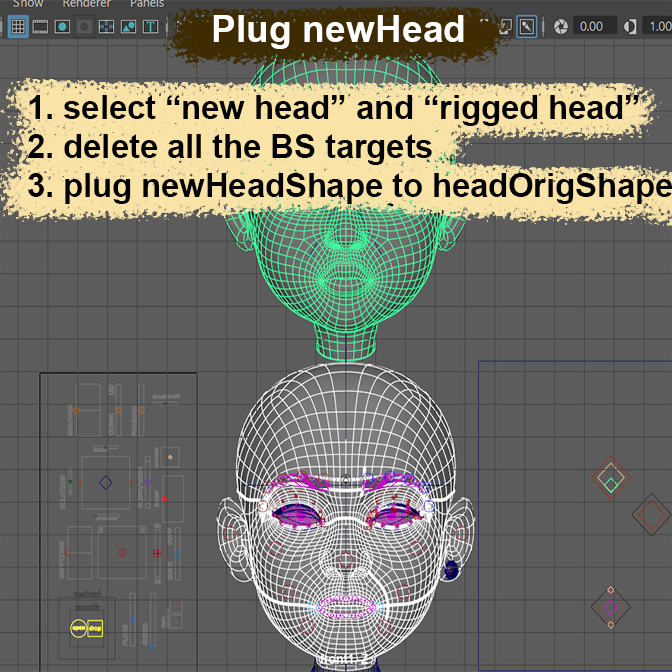 Show Renderer Panels
0.00 1.00
Plug newHead
1. select “new head” and “rigged head”
2. delete all the BS targets
3. plug newHeadShape to headOrigShape
swivel
mouth
open drop